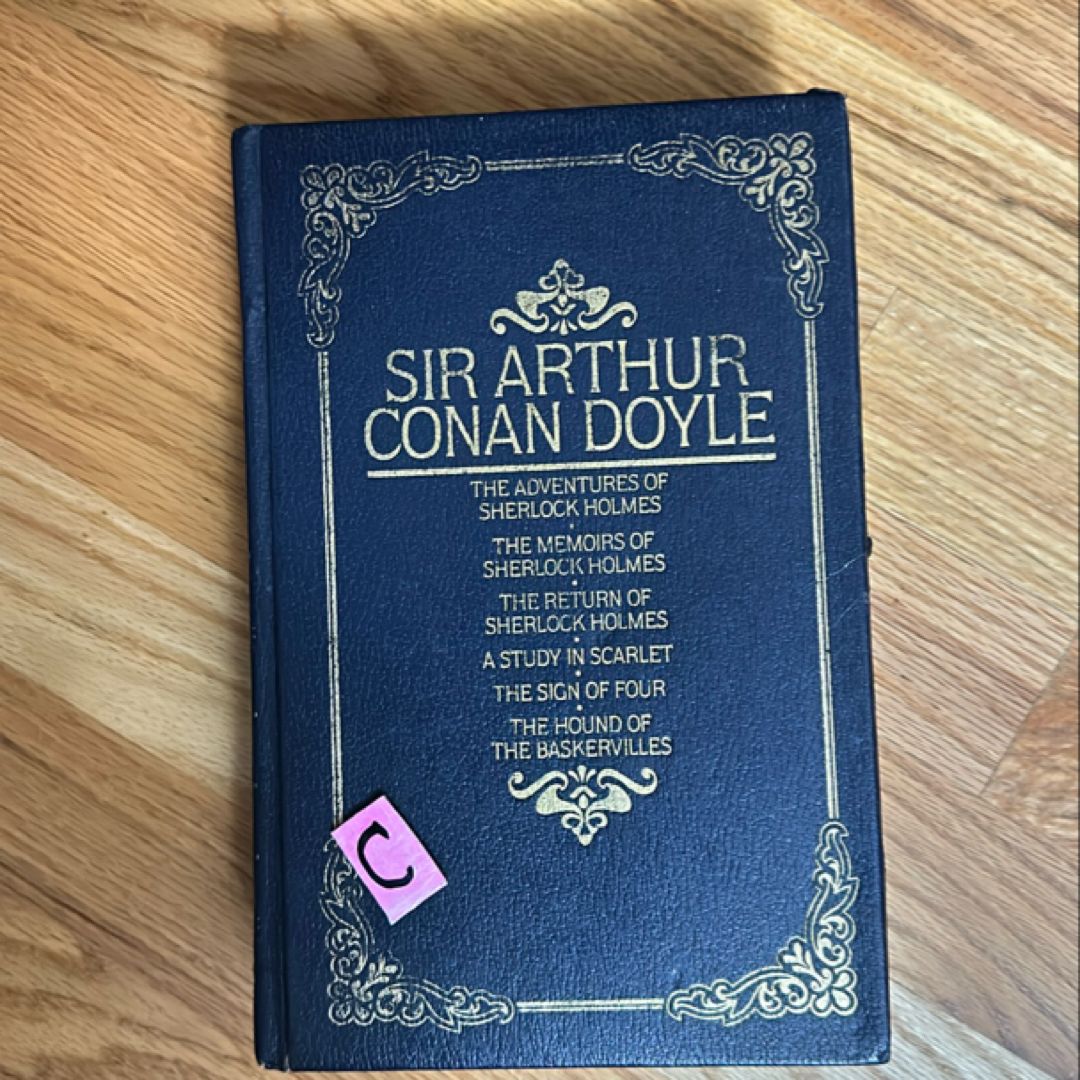 SIR ARTHUR
CONAN DOYLE
THE ADVENTURES OF
SHERLOCK HOLMES
THE MEMOIRS OF
SHERLOCK HOLMES
THE RETURN OF
SHERLOCK HOLMES
A STUDY IN SCARLET
THE SIGN OF FOUR
THE HOUND OF
THE BASKERVILLES
C